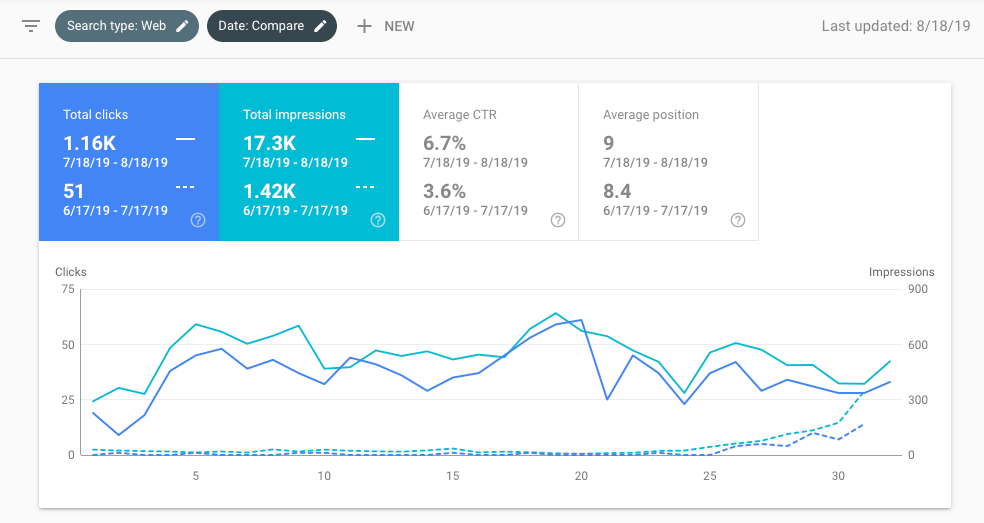 Search type: Web
Date: Compare
NEW
Last updated: 8/18/19
Total clicks
1.16K
7/18/19 - 8/18/19
51
6/17/19 - 7/17/19
Total impressions
17.3K
7/18/19 - 8/18/19
1.42K
6/17/19 - 7/17/19
Average CTR
6.7%
7/18/19 - 8/18/19
3.6%
6/17/19 - 7/17/19
Average position
9
7/18/19 - 8/18/19
8.4
6/17/19 - 7/17/19
Clicks
Impressions
75
900
50
600
25
300
0
0
5
10
15
20
25
30